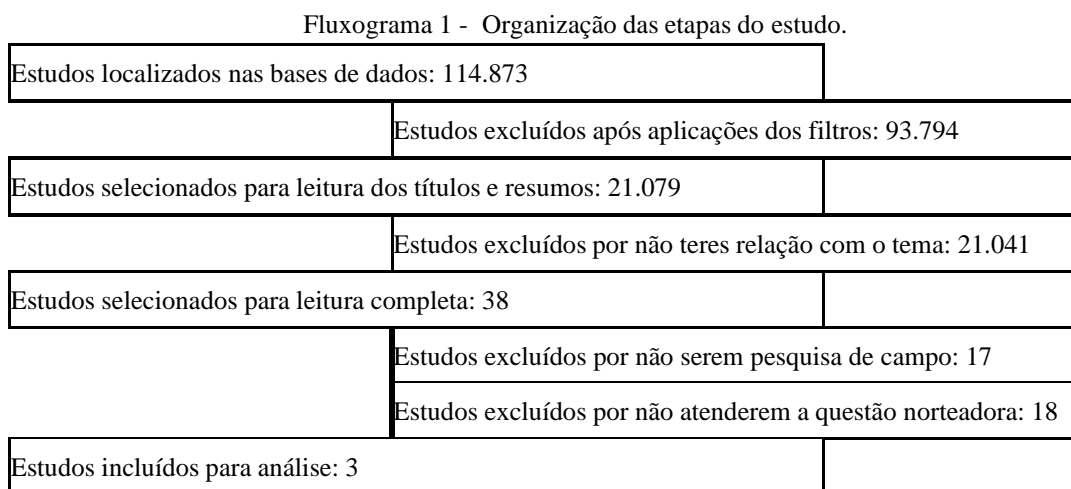 Fluxograma 1 - Organização das etapas do estudo.
Estudos localizados nas bases de dados: 114.873
Estudos excluídos após aplicações dos filtros: 93.794
Estudos selecionados para leitura dos títulos e resumos: 21.079
Estudos excluídos por não teres relação com o tema: 21.041
Estudos selecionados para leitura completa: 38
Estudos excluídos por não serem pesquisa de campo: 17
Estudos excluídos por não atenderem a questão norteadora: 18
Estudos incluídos para análise: 3